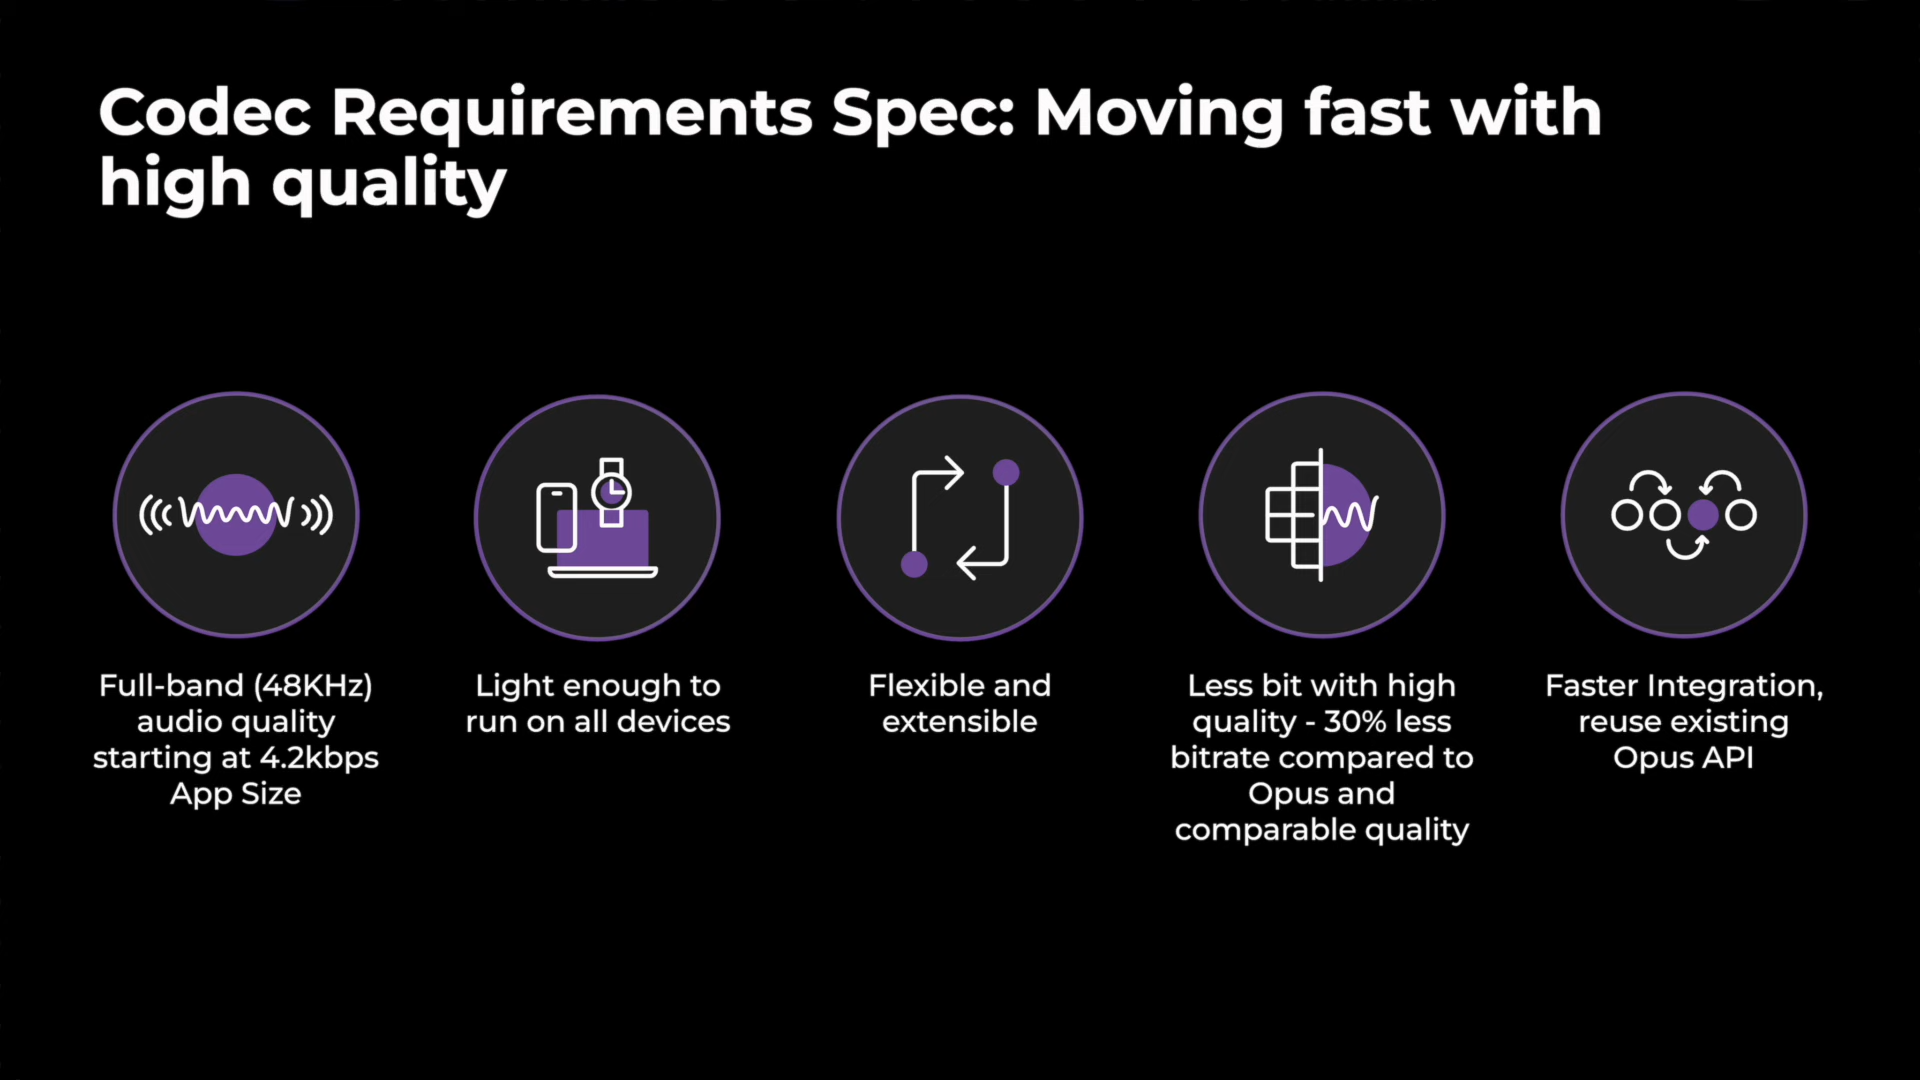 Codec Requirements Spec: Moving fast with
high quality
Full-band (48KHz)
audio quality
starting at 4.2kbps
App Size
Light enough to
run on all devices
Flexible and
extensible
Less bit with high
quality - 30% less
bitrate compared to
Opus and
comparable quality
Faster Integration,
reuse existing
Opus API